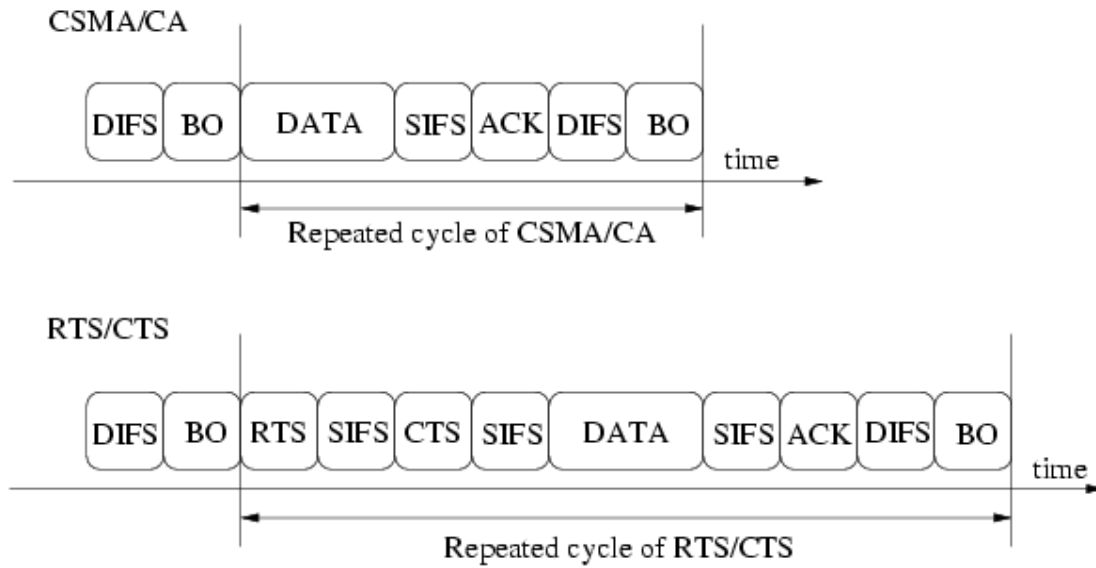 CSMA/CA
DIFS BO DATA SIFS ACK DIFS BO
time
Repeated cycle of CSMA/CA
RTS/CTS
DIFS BO RTS SIFS CTS SIFS DATA SIFS ACK DIFS BO
time
Repeated cycle of RTS/CTS